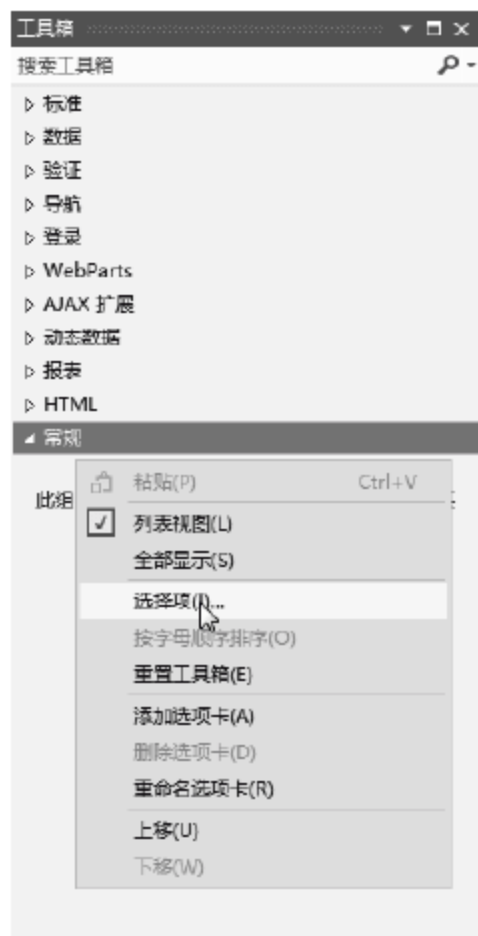 工具箱
搜索工具箱
标准
数据
验证
导航
登录
WebParts
AJAX 扩展
动态数据
报表
HTML
常规
此组
粘贴(P) Ctrl+V
列表视图(L)
全部显示(S)
选择项(I)...
按字母顺序排序(O)
重置工具箱(E)
添加选项卡(A)
删除选项卡(D)
重命名选项卡(R)
上移(U)
下移(W)